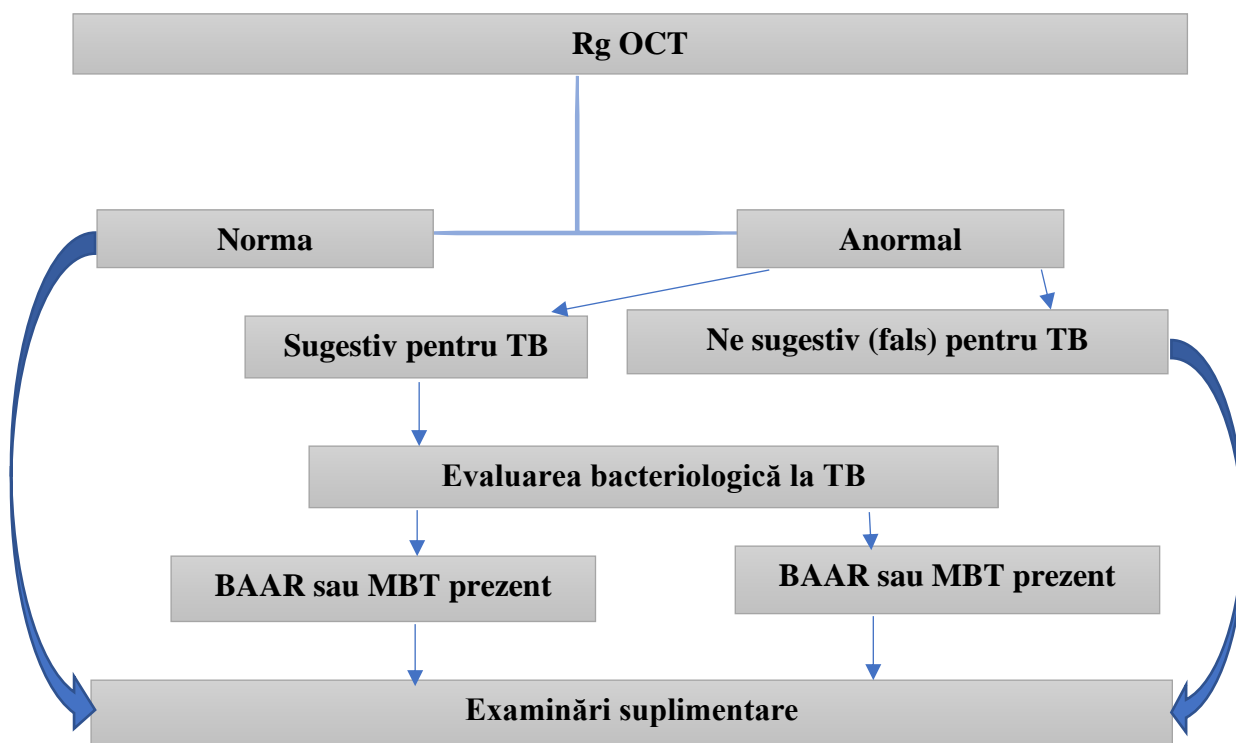 Rg OCT
Norma
Anormal
Sugestiv pentru TB
Ne sugestiv (fals) pentru TB
Evaluarea bacteriologică la TB
BAAR sau MBT prezent
BAAR sau MBT prezent
Examinări suplimentare